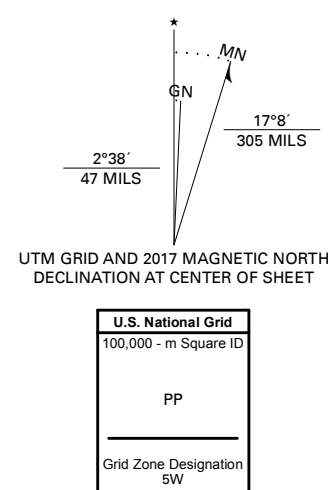 ★
MN
GN
17°8´
305 MILS
2°38´
47 MILS
UTM GRID AND 2017 MAGNETIC NORTH
DECLINATION AT CENTER OF SHEET
U.S. National Grid
100,000 - m Square ID
PP
Grid Zone Designation
5W